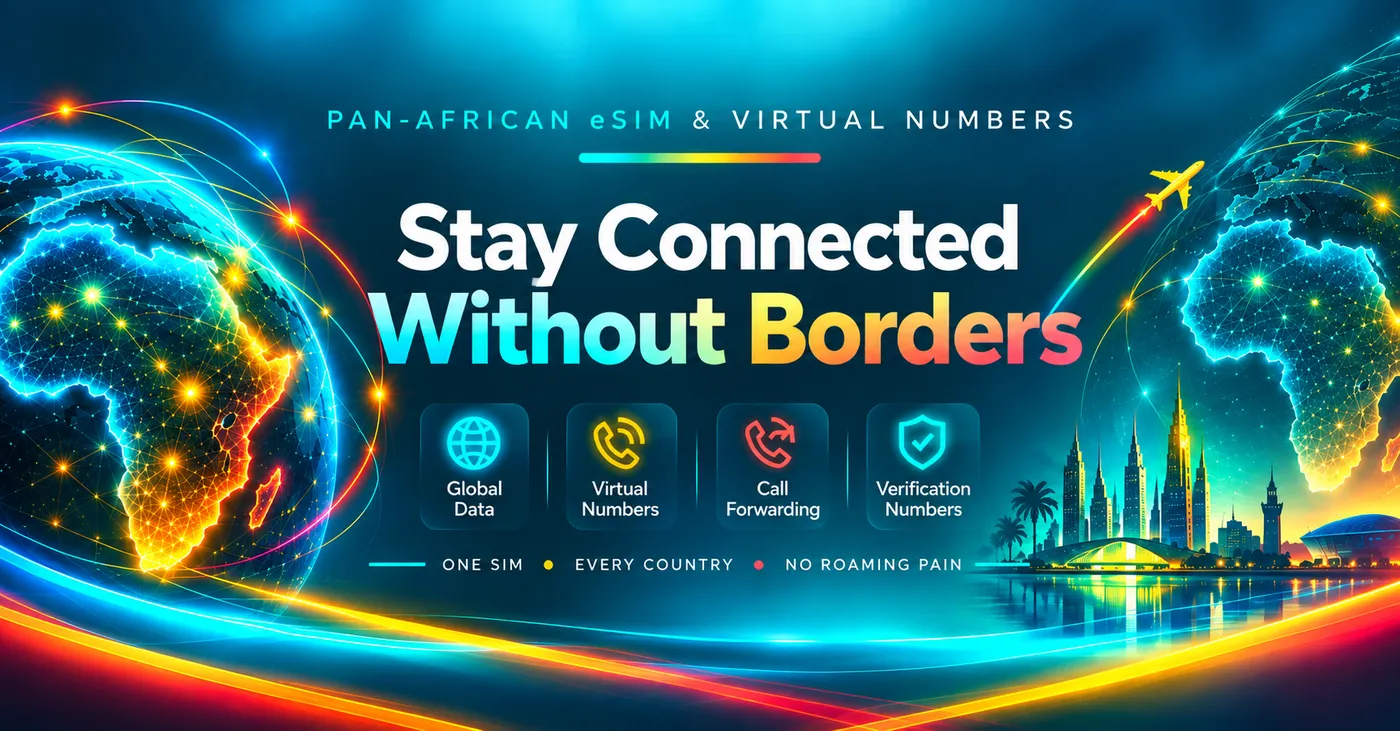 PAN-AFRICAN eSIM & VIRTUAL NUMBERS
Stay Connected
Without Borders
Global
Data
Virtual
Numbers
Call
Forwarding
Verification
Numbers
ONE SIM • EVERY COUNTRY • NO ROAMING PAIN